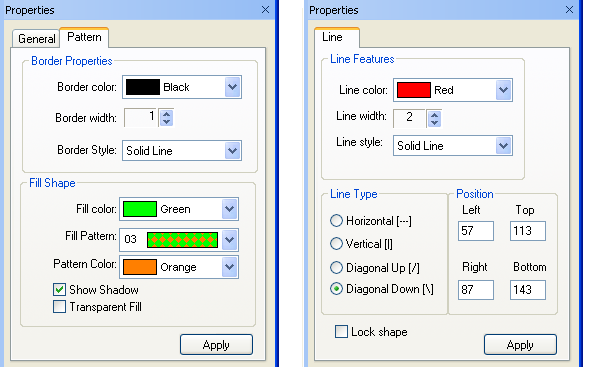 Properties
General
Pattern
Border Properties
Border color: Black
Border width: 1
Border Style: Solid Line
Fill Shape
Fill color: Green
Fill Pattern: 03
Pattern Color: Orange
Show Shadow
Transparent Fill
Apply
Properties
Line
Line Features
Line color: Red
Line width: 2
Line style: Solid Line
Line Type
Horizontal [---]
Vertical [|]
Diagonal Up [/]
Diagonal Down [\]
Position
Left Top
57 113
Right Bottom
87 143
Lock shape
Apply